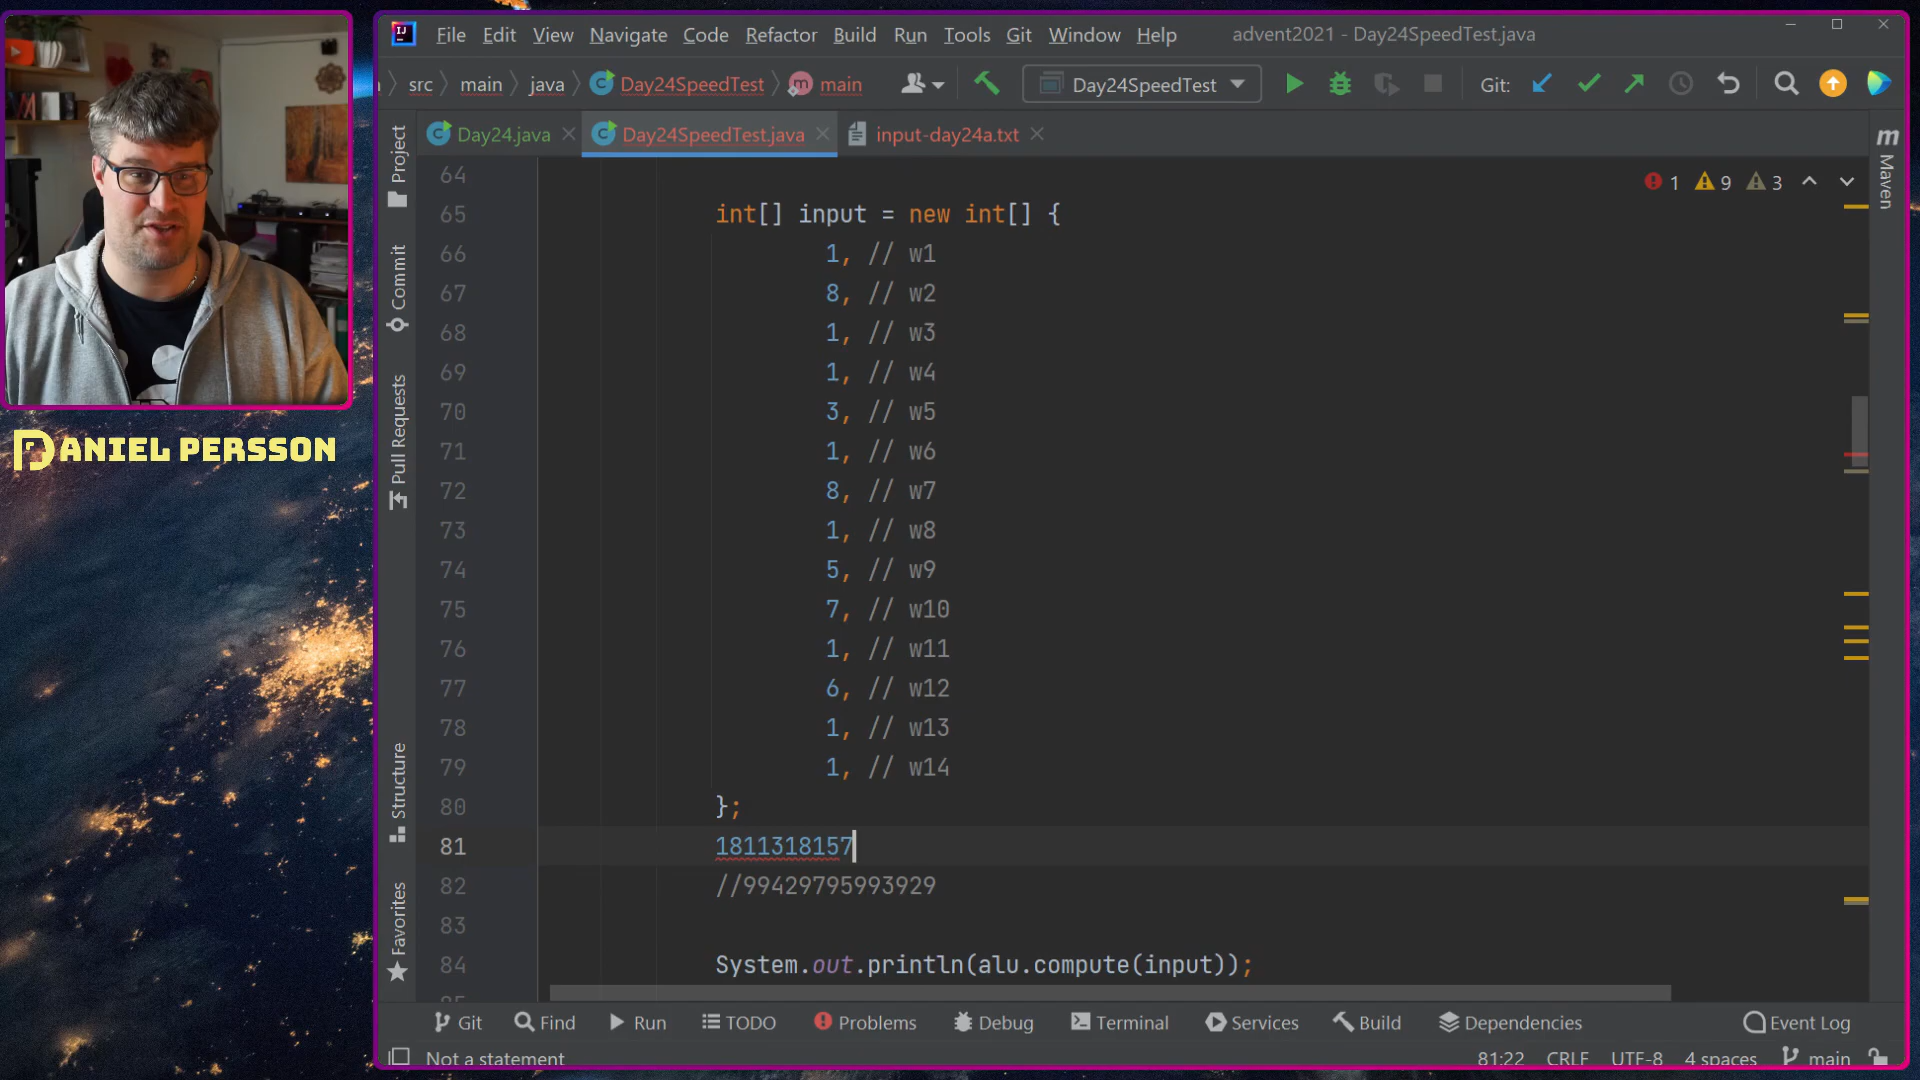 DANIEL PERSSON
File Edit View Navigate Code Refactor Build Run Tools Git Window Help advent2021 - Day24SpeedTest.java
src main java Day24SpeedTest main Day24SpeedTest Git:
Day24.java Day24SpeedTest.java input-day24a.txt
1 9 3
Project
Commit
Pull Requests
Structure
Favorites
Maven
64
65 int[] input = new int[] {
66 1, // w1
67 8, // w2
68 1, // w3
69 1, // w4
70 3, // w5
71 1, // w6
72 8, // w7
73 1, // w8
74 5, // w9
75 7, // w10
76 1, // w11
77 6, // w12
78 1, // w13
79 1, // w14
80 };
81 1811318157
82 //99429795993929
83
84 System.out.println(alu.compute(input));
Git Find Run TODO Problems Debug Terminal Services Build Dependencies Event Log
Not a statement 81:22 CRLF UTF-8 4 spaces main